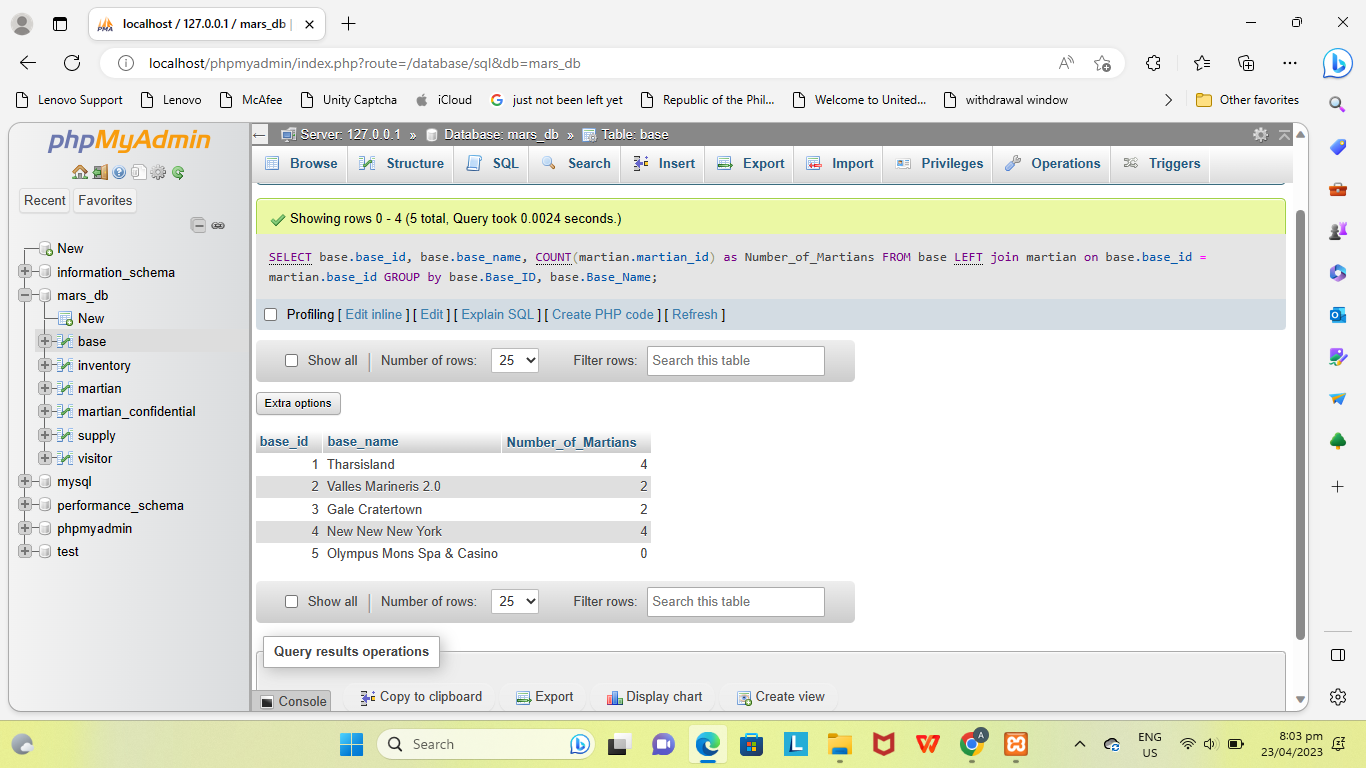 localhost / 127.0.0.1 / mars_db |
localhost/phpmyadmin/index.php?route=/database/sql&db=mars_db
Lenovo Support Lenovo McAfee Unity Captcha iCloud just not been left yet Republic of the Phil... Welcome to United... withdrawal window Other favorites
phpMyAdmin
Recent Favorites
New
information_schema
mars_db
New
base
inventory
martian
martian_confidential
supply
visitor
mysql
performance_schema
phpmyadmin
test
Server: 127.0.0.1 » Database: mars_db » Table: base
Browse Structure SQL Search Insert Export Import Privileges Operations Triggers
Showing rows 0 - 4 (5 total, Query took 0.0024 seconds.)
SELECT base.base_id, base.base_name, COUNT(martian.martian_id) as Number_of_Martians FROM base LEFT join martian on base.base_id =
martian.base_id GROUP by base.Base_ID, base.Base_Name;
Profiling [ Edit inline ] [ Edit ] [ Explain SQL ] [ Create PHP code ] [ Refresh ]
Show all | Number of rows: 25 Filter rows: Search this table
Extra options
base_id base_name Number_of_Martians
1 Tharsisland 4
2 Valles Marineris 2.0 2
3 Gale Cratertown 2
4 New New New York 4
5 Olympus Mons Spa & Casino 0
Show all | Number of rows: 25 Filter rows: Search this table
Query results operations
Console Copy to clipboard Export Display chart Create view
Search
ENG
US
8:03 pm
23/04/2023